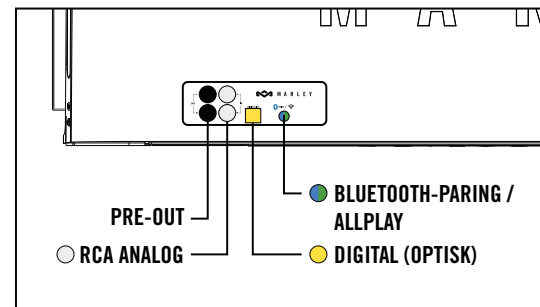 MARLEY
BLUETOOTH-PARING /
ALLPLAY
PRE-OUT
RCA ANALOG
DIGITAL (OPTISK)